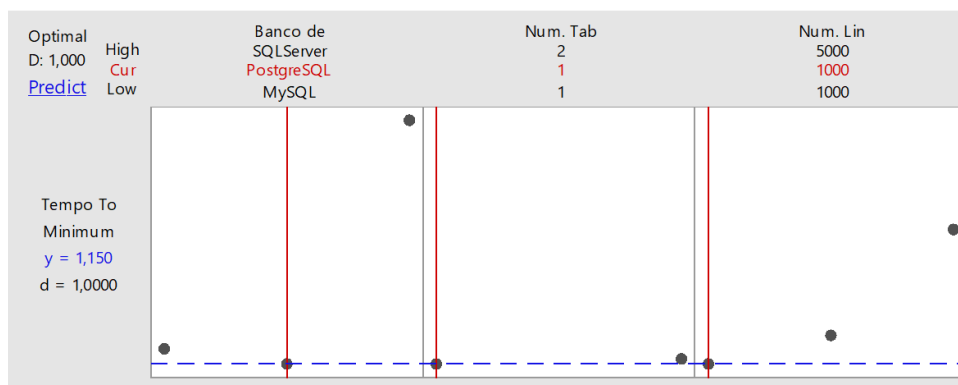 Optimal
D: 1,000
Predict
High
Cur
Low
Banco de
SQLServer
PostgreSQL
MySQL
Num. Tab
2
1
1
Num. Lin
5000
1000
1000
Tempo To
Minimum
y = 1,150
d = 1,0000